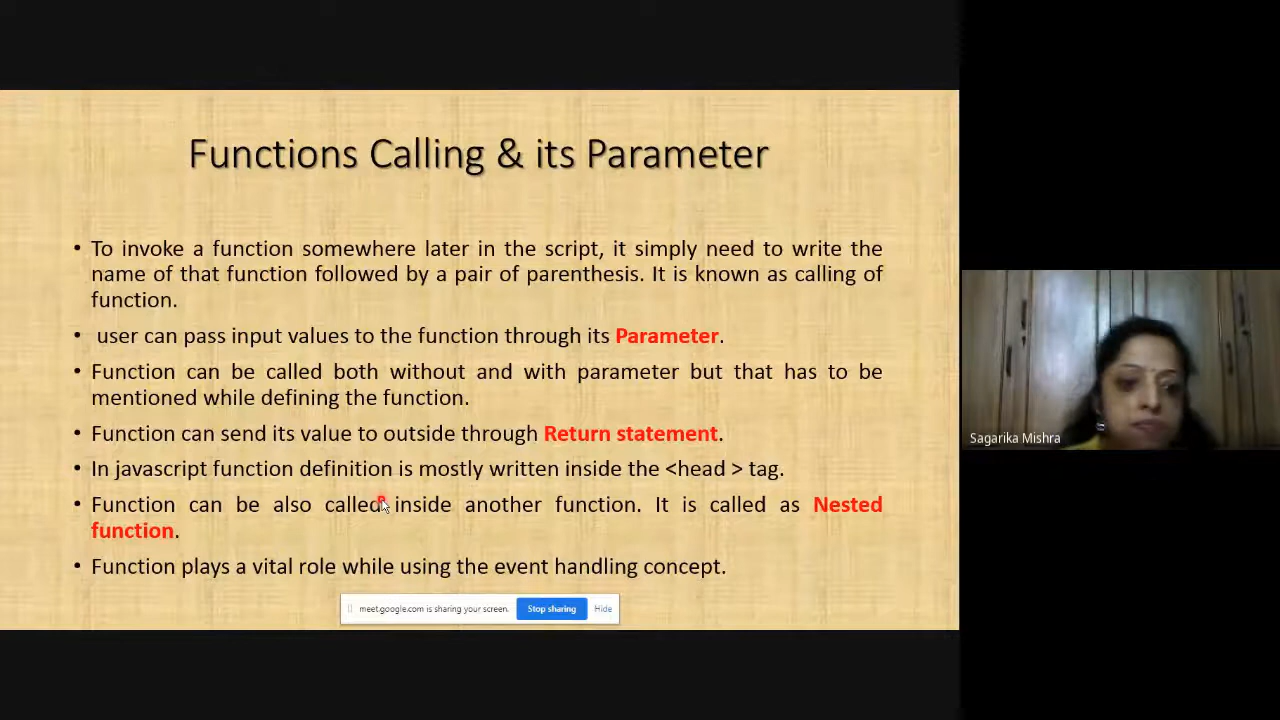 Functions Calling & its Parameter
• To invoke a function somewhere later in the script, it simply need to write the
name of that function followed by a pair of parenthesis. It is known as calling of
function.
• user can pass input values to the function through its Parameter.
• Function can be called both without and with parameter but that has to be
mentioned while defining the function.
• Function can send its value to outside through Return statement.
• In javascript function definition is mostly written inside the <head > tag.
• Function can be also called inside another function. It is called as Nested
function.
• Function plays a vital role while using the event handling concept.
meet.google.com is sharing your screen. Stop sharing Hide
Sagarika Mishra